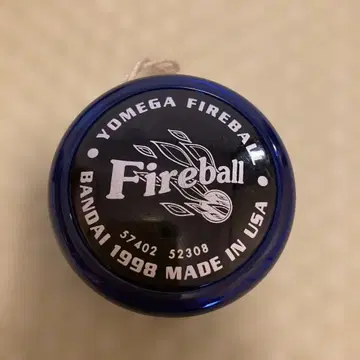 • YOMEGA FIREBALL •
Fireball
57402 52308
BANDAI 1998 MADE IN USA